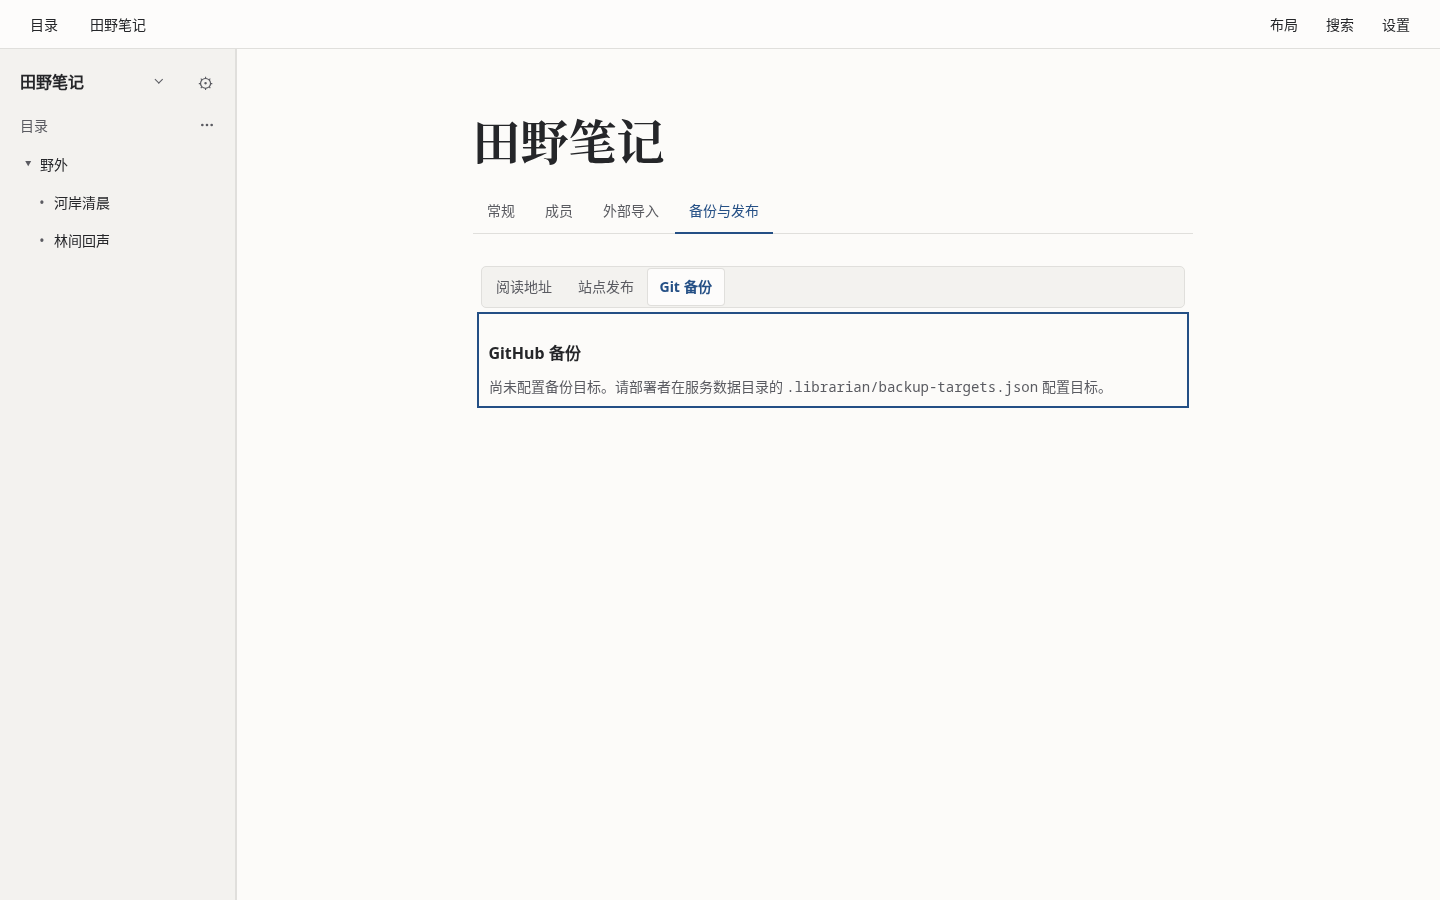 目录 田野笔记 布局 搜索 设置
田野笔记
目录
野外
河岸清晨
林间回声
田野笔记
常规 成员 外部导入 备份与发布
阅读地址 站点发布 Git 备份
GitHub 备份
尚未配置备份目标。请部署者在服务数据目录的 .librarian/backup-targets.json 配置目标。